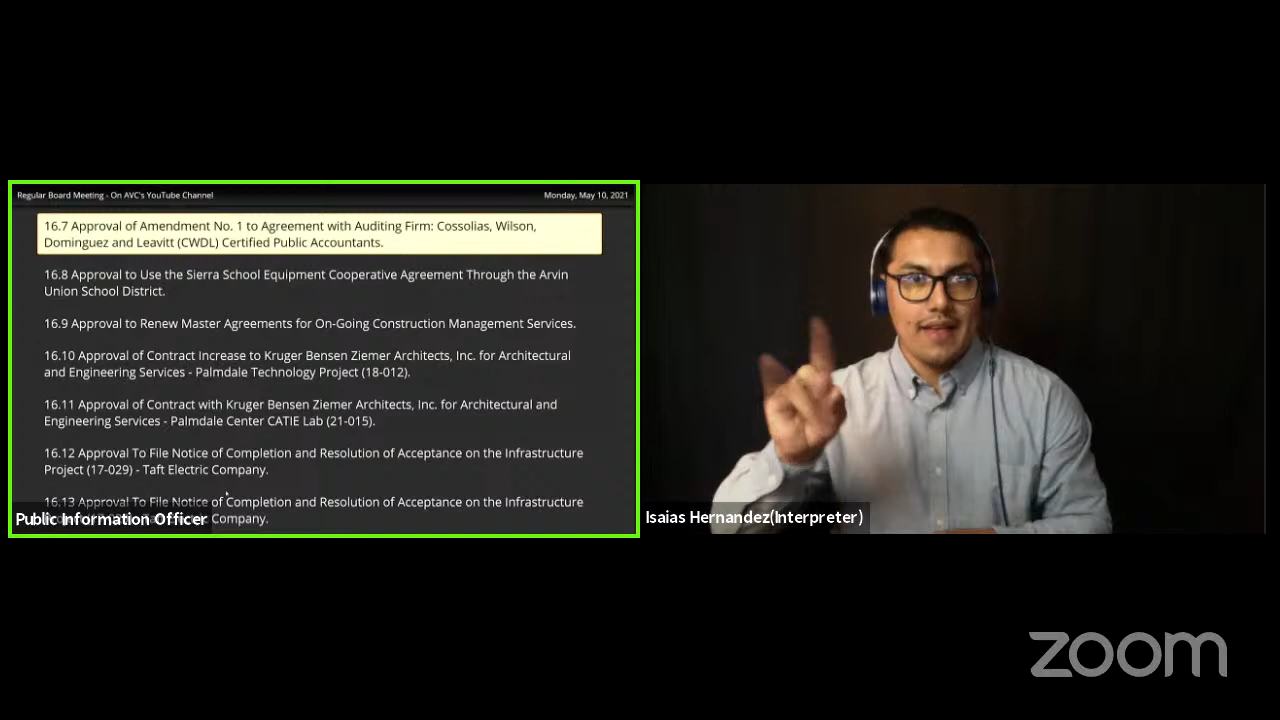 Regular Board Meeting - On AVC's YouTube Channel
Monday, May 10, 2021
16.7 Approval of Amendment No. 1 to Agreement with Auditing Firm: Cossolias, Wilson,
Dominguez and Leavitt (CWDL) Certified Public Accountants.
16.8 Approval to Use the Sierra School Equipment Cooperative Agreement Through the Arvin
Union School District.
16.9 Approval to Renew Master Agreements for On-Going Construction Management Services.
16.10 Approval of Contract Increase to Kruger Bensen Ziemer Architects, Inc. for Architectural
and Engineering Services - Palmdale Technology Project (18-012).
16.11 Approval of Contract with Kruger Bensen Ziemer Architects, Inc. for Architectural and
Engineering Services - Palmdale Center CATIE Lab (21-015).
16.12 Approval To File Notice of Completion and Resolution of Acceptance on the Infrastructure
Project (17-029) - Taft Electric Company.
16.13 Approval To File Notice of Completion and Resolution of Acceptance on the Infrastructure
Company.
Public Information Officer
Isaias Hernandez(Interpreter)
zoom